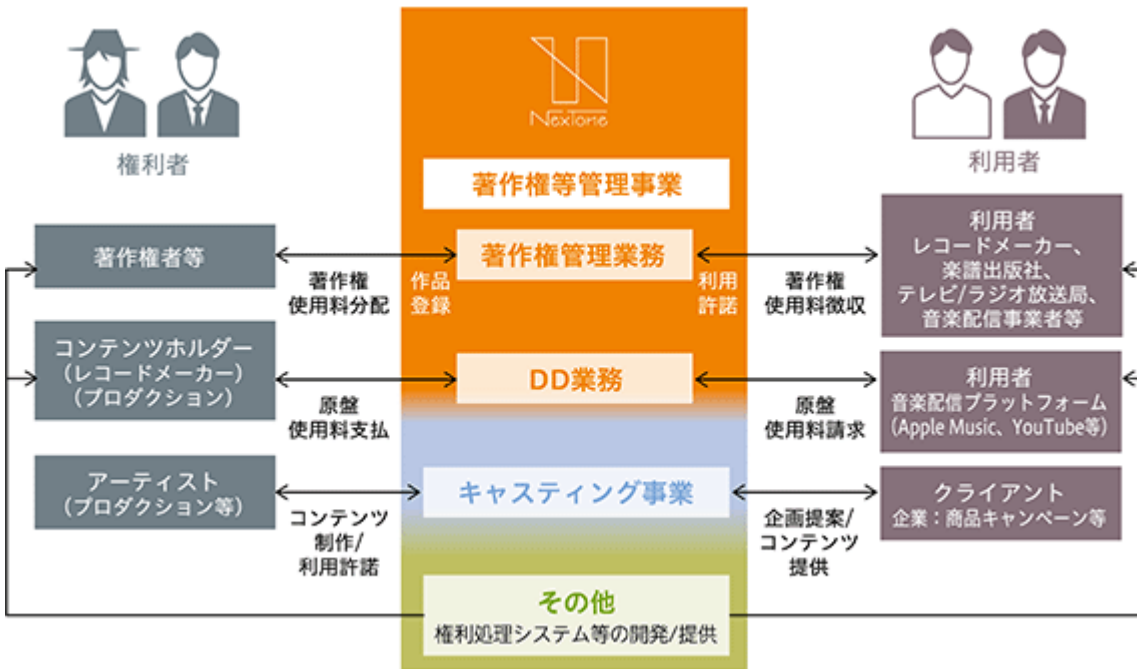 NexTone
権利者
利用者
著作権等管理事業
著作権者等
著作権
使用料分配
作品
登録
著作権管理業務
利用
許諾
著作権
使用料徴収
利用者
レコードメーカー、
楽譜出版社、
テレビ/ラジオ放送局、
音楽配信事業者等
コンテンツホルダー
(レコードメーカー)
(プロダクション)
原盤
使用料支払
DD業務
原盤
使用料請求
利用者
音楽配信プラットフォーム
(Apple Music、YouTube等)
アーティスト
(プロダクション等)
コンテンツ
制作/
利用許諾
キャスティング事業
企画提案/
コンテンツ
提供
クライアント
企業：商品キャンペーン等
その他
権利処理システム等の開発/提供